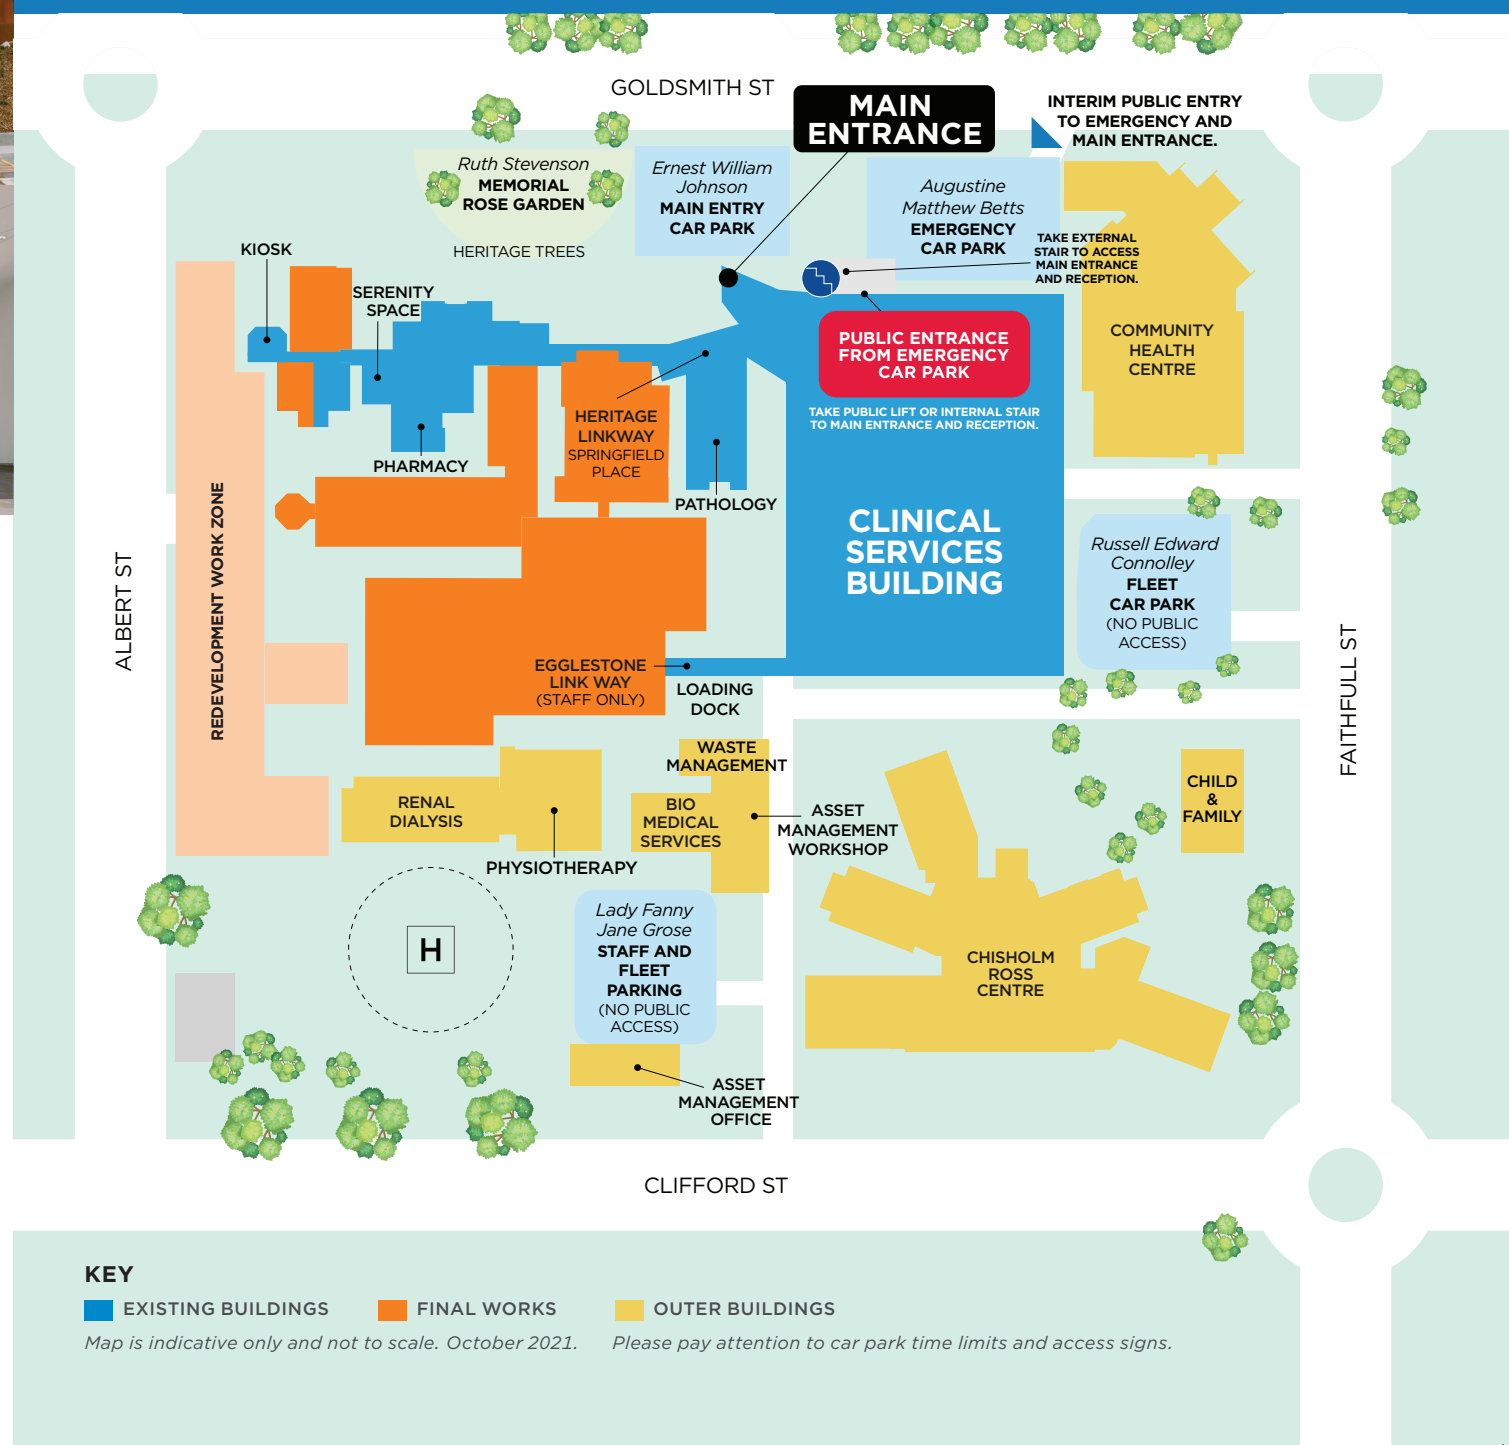 GOLDSMITH ST
MAIN
ENTRANCE
INTERIM PUBLIC ENTRY
TO EMERGENCY AND
MAIN ENTRANCE.
Ruth Stevenson
MEMORIAL
ROSE GARDEN
HERITAGE TREES
Ernest William
Johnson
MAIN ENTRY
CAR PARK
Augustine
Matthew Betts
EMERGENCY
CAR PARK
TAKE EXTERNAL
STAIR TO ACCESS
MAIN ENTRANCE
AND RECEPTION.
KIOSK
SERENITY
SPACE
PUBLIC ENTRANCE
FROM EMERGENCY
CAR PARK
TAKE PUBLIC LIFT OR INTERNAL STAIR
TO MAIN ENTRANCE AND RECEPTION.
COMMUNITY
HEALTH
CENTRE
HERITAGE
LINKWAY
SPRINGFIELD
PLACE
PHARMACY
PATHOLOGY
CLINICAL
SERVICES
BUILDING
Russell Edward
Connolley
FLEET
CAR PARK
(NO PUBLIC
ACCESS)
REDEVELOPMENT WORK ZONE
ALBERT ST
FAITHFULL ST
EGGLESTONE
LINK WAY
(STAFF ONLY)
LOADING
DOCK
WASTE
MANAGEMENT
RENAL
DIALYSIS
BIO
MEDICAL
SERVICES
ASSET
MANAGEMENT
WORKSHOP
CHILD
&
FAMILY
PHYSIOTHERAPY
H
Lady Fanny
Jane Grose
STAFF AND
FLEET
PARKING
(NO PUBLIC
ACCESS)
CHISHOLM
ROSS
CENTRE
ASSET
MANAGEMENT
OFFICE
CLIFFORD ST
KEY
EXISTING BUILDINGS
FINAL WORKS
OUTER BUILDINGS
Map is indicative only and not to scale. October 2021.
Please pay attention to car park time limits and access signs.